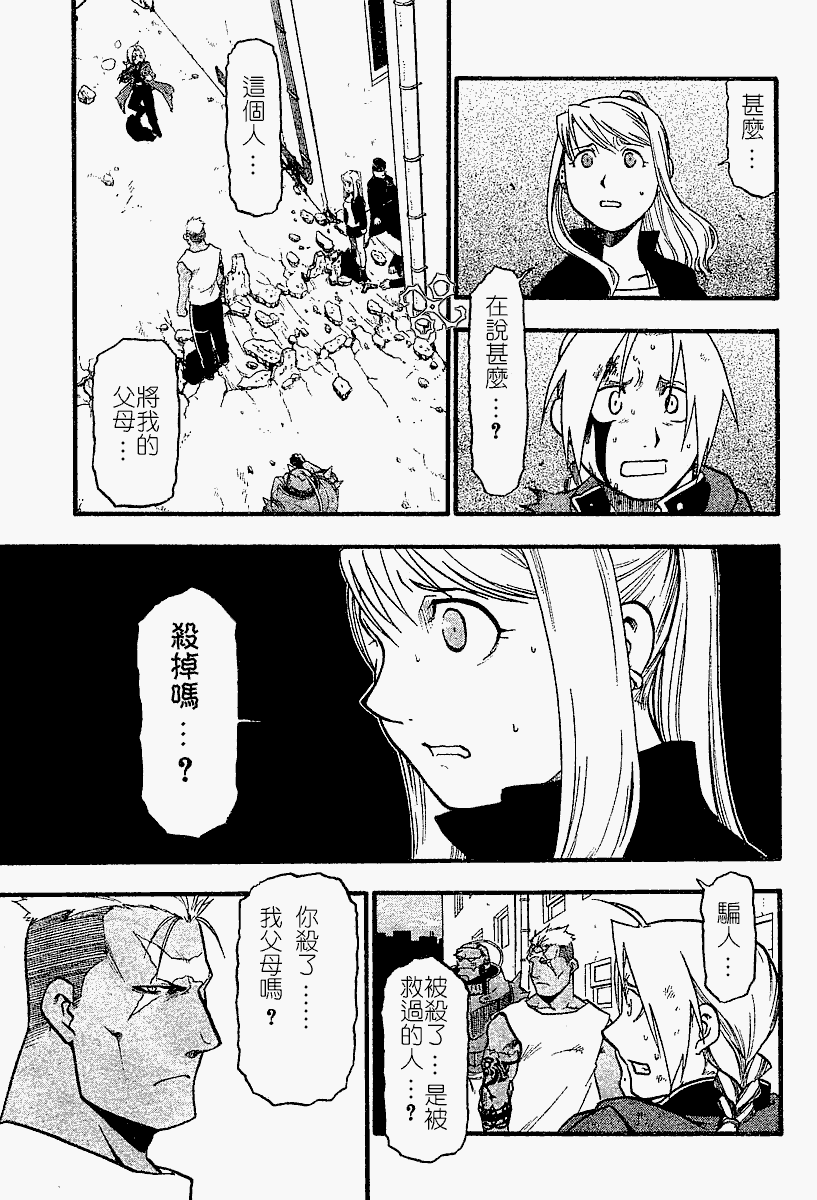 甚麼…
在說甚麼…?
這個人…
將我的
父母…
殺掉嗎…?
騙人…
被殺了…是被
救過的人…?
你殺了……
我父母嗎?